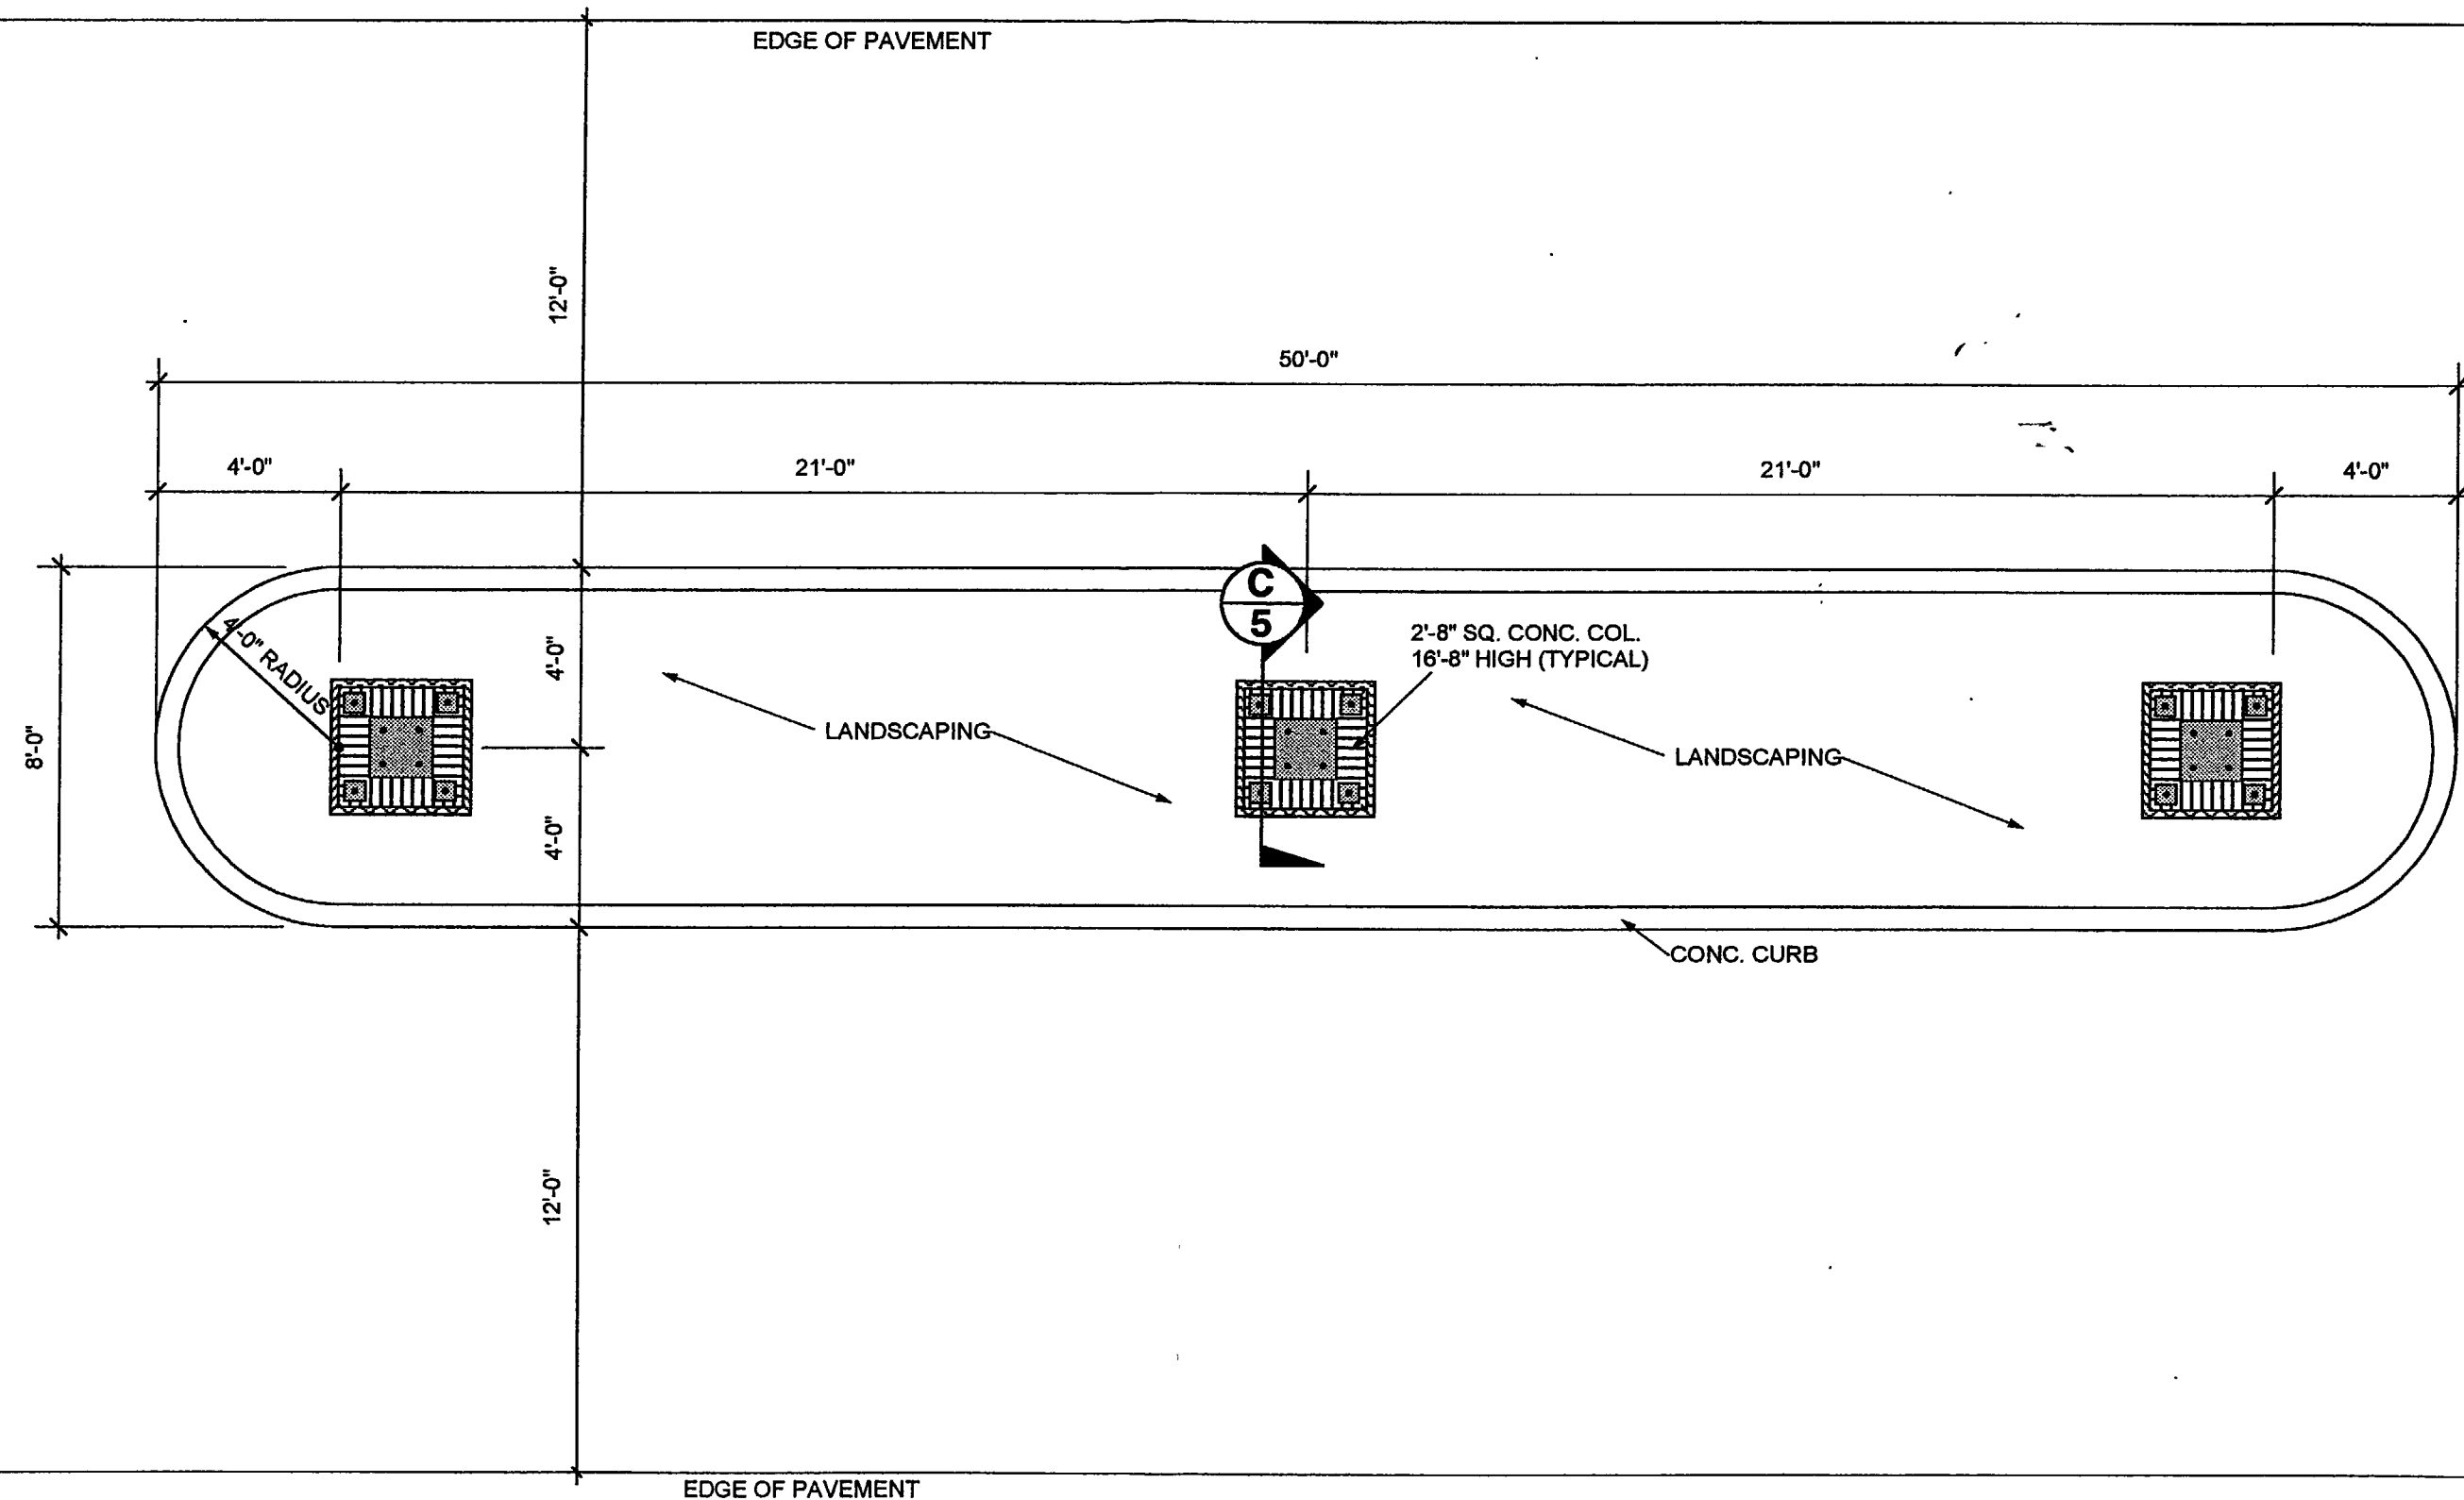 EDGE OF PAVEMENT
12'-0"
50'-0"
4'-0"
21'-0"
21'-0"
4'-0"
C
5
4'-0" RADIUS
4'-0"
2'-8" SQ. CONC. COL.
16'-8" HIGH (TYPICAL)
8'-0"
LANDSCAPING
LANDSCAPING
4'-0"
CONC. CURB
12'-0"
EDGE OF PAVEMENT